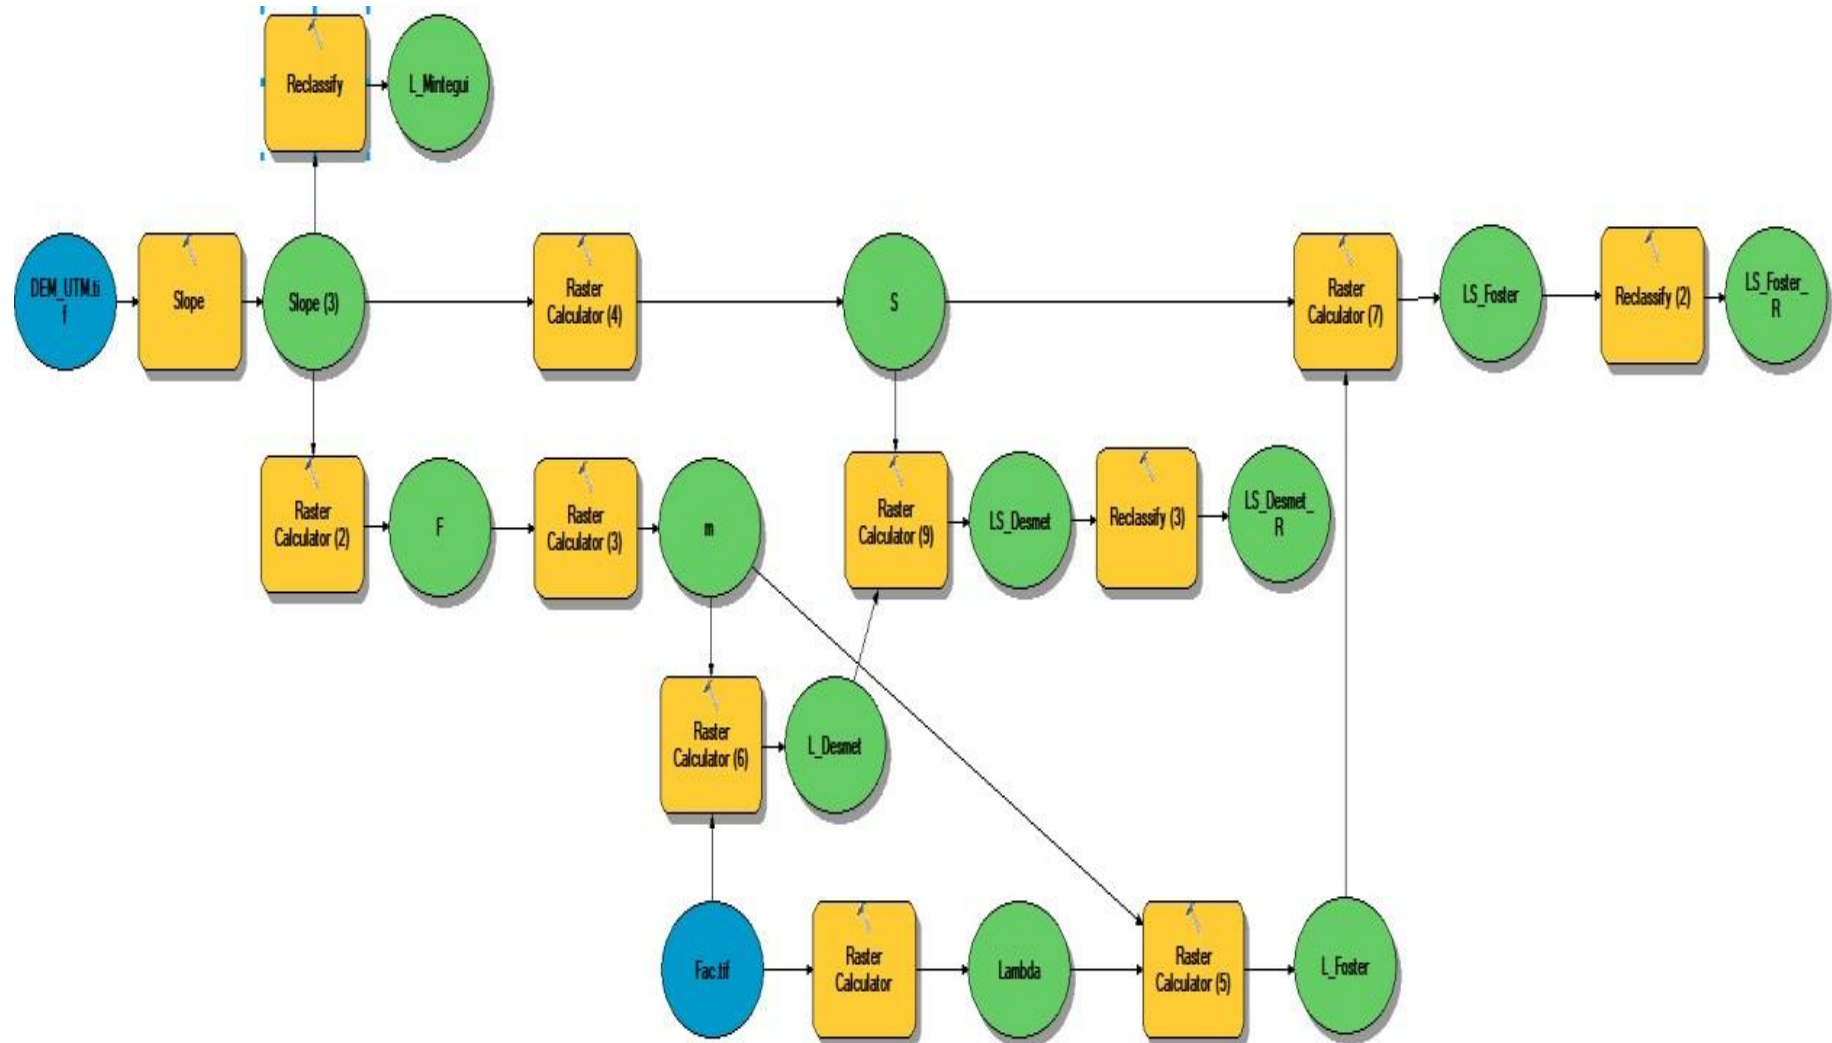 Reclassify
L_Mintegui
DEM_UTM.ti
f
Slope
Slope (3)
Raster
Calculator (4)
S
Raster
Calculator (7)
LS_Foster
Reclassify (2)
LS_Foster_
R
Raster
Calculator (2)
F
Raster
Calculator (3)
m
Raster
Calculator (9)
LS_Desmet
Reclassify (3)
LS_Desmet_
R
Raster
Calculator (6)
L_Desmet
Fac.tif
Raster
Calculator
Lambda
Raster
Calculator (5)
L_Foster